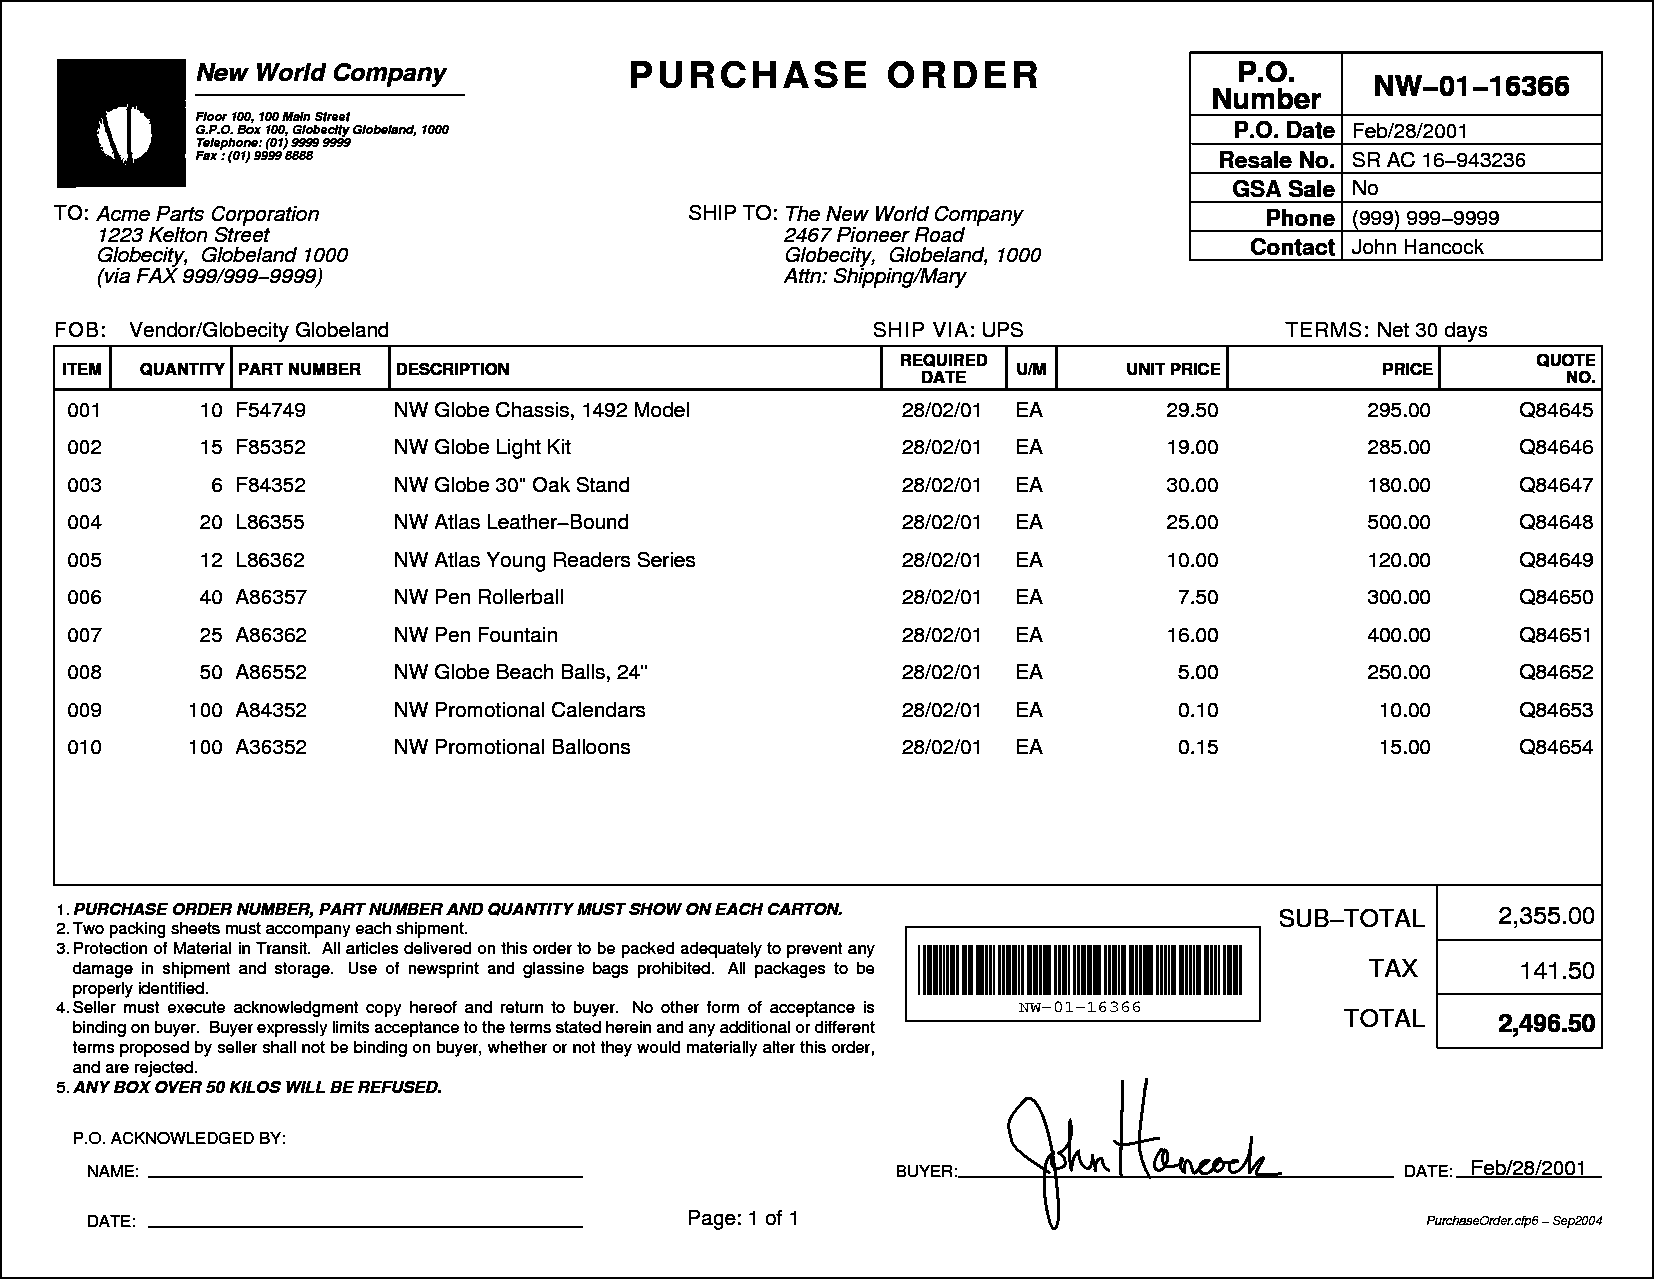 New World Company
Floor 100, 100 Main Street
G.P.O. Box 100, Globecity Globeland, 1000
Telephone: (01) 9999 9999
Fax : (01) 9999 8888
PURCHASE ORDER
P.O. Number NW–01–16366
P.O. Date Feb/28/2001
Resale No. SR AC 16–943236
GSA Sale No
Phone (999) 999–9999
Contact John Hancock
TO: Acme Parts Corporation
1223 Kelton Street
Globecity, Globeland 1000
(via FAX 999/999–9999)
SHIP TO: The New World Company
2467 Pioneer Road
Globecity, Globeland, 1000
Attn: Shipping/Mary
FOB: Vendor/Globecity Globeland SHIP VIA: UPS TERMS: Net 30 days
ITEM QUANTITY PART NUMBER DESCRIPTION REQUIRED DATE U/M UNIT PRICE PRICE QUOTE NO.
001 10 F54749 NW Globe Chassis, 1492 Model 28/02/01 EA 29.50 295.00 Q84645
002 15 F85352 NW Globe Light Kit 28/02/01 EA 19.00 285.00 Q84646
003 6 F84352 NW Globe 30" Oak Stand 28/02/01 EA 30.00 180.00 Q84647
004 20 L86355 NW Atlas Leather–Bound 28/02/01 EA 25.00 500.00 Q84648
005 12 L86362 NW Atlas Young Readers Series 28/02/01 EA 10.00 120.00 Q84649
006 40 A86357 NW Pen Rollerball 28/02/01 EA 7.50 300.00 Q84650
007 25 A86362 NW Pen Fountain 28/02/01 EA 16.00 400.00 Q84651
008 50 A86552 NW Globe Beach Balls, 24" 28/02/01 EA 5.00 250.00 Q84652
009 100 A84352 NW Promotional Calendars 28/02/01 EA 0.10 10.00 Q84653
010 100 A36352 NW Promotional Balloons 28/02/01 EA 0.15 15.00 Q84654
1. PURCHASE ORDER NUMBER, PART NUMBER AND QUANTITY MUST SHOW ON EACH CARTON.
2. Two packing sheets must accompany each shipment.
3. Protection of Material in Transit. All articles delivered on this order to be packed adequately to prevent any
damage in shipment and storage. Use of newsprint and glassine bags prohibited. All packages to be
properly identified.
4. Seller must execute acknowledgment copy hereof and return to buyer. No other form of acceptance is
binding on buyer. Buyer expressly limits acceptance to the terms stated herein and any additional or different
terms proposed by seller shall not be binding on buyer, whether or not they would materially alter this order,
and are rejected.
5. ANY BOX OVER 50 KILOS WILL BE REFUSED.
NW–01–16366
SUB–TOTAL 2,355.00
TAX 141.50
TOTAL 2,496.50
P.O. ACKNOWLEDGED BY:
NAME:
DATE:
BUYER: John Hancock
DATE: Feb/28/2001
Page: 1 of 1
PurchaseOrder.cfp6 – Sep2004